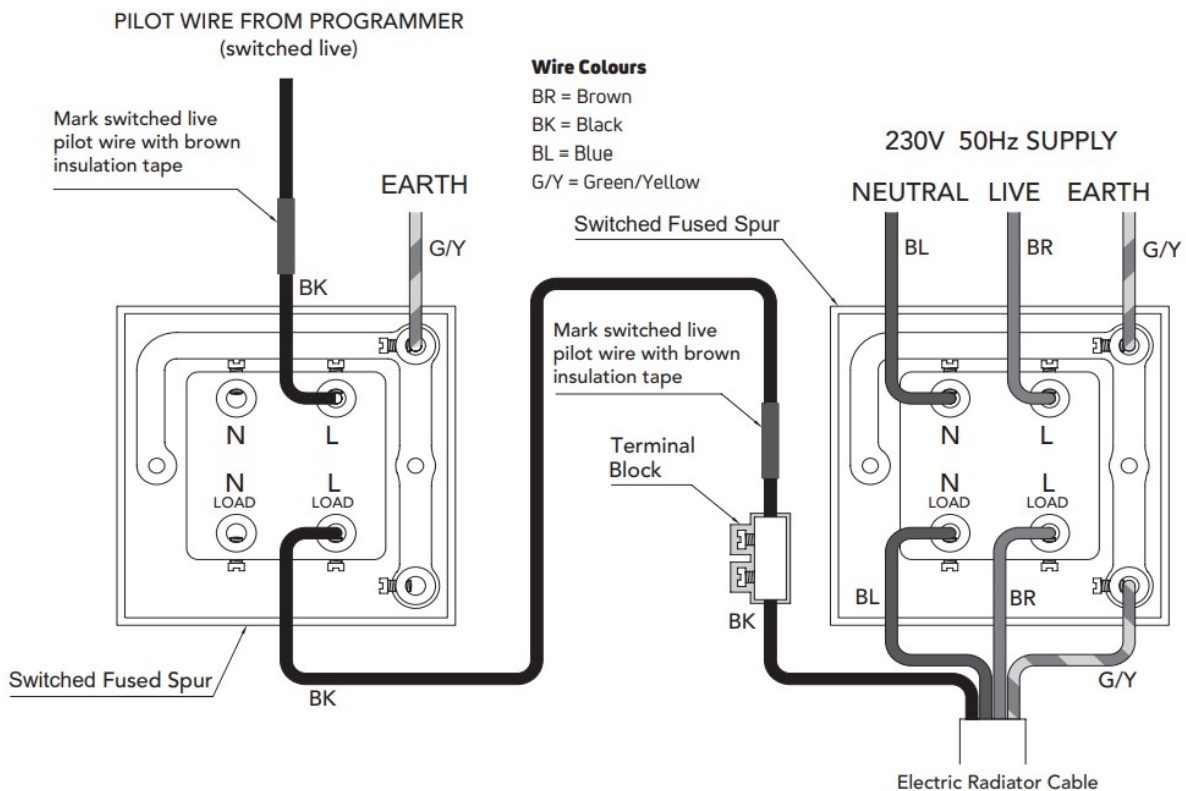 PILOT WIRE FROM PROGRAMMER
(switched live)
Mark switched live
pilot wire with brown
insulation tape
EARTH
G/Y
BK
Wire Colours
BR = Brown
BK = Black
BL = Blue
G/Y = Green/Yellow
230V 50Hz SUPPLY
NEUTRAL LIVE EARTH
Switched Fused Spur
BL
BR
G/Y
Mark switched live
pilot wire with brown
insulation tape
Terminal
Block
N L
N L
LOAD LOAD
N L
N L
LOAD LOAD
BK
BL
BR
G/Y
Switched Fused Spur
BK
Electric Radiator Cable